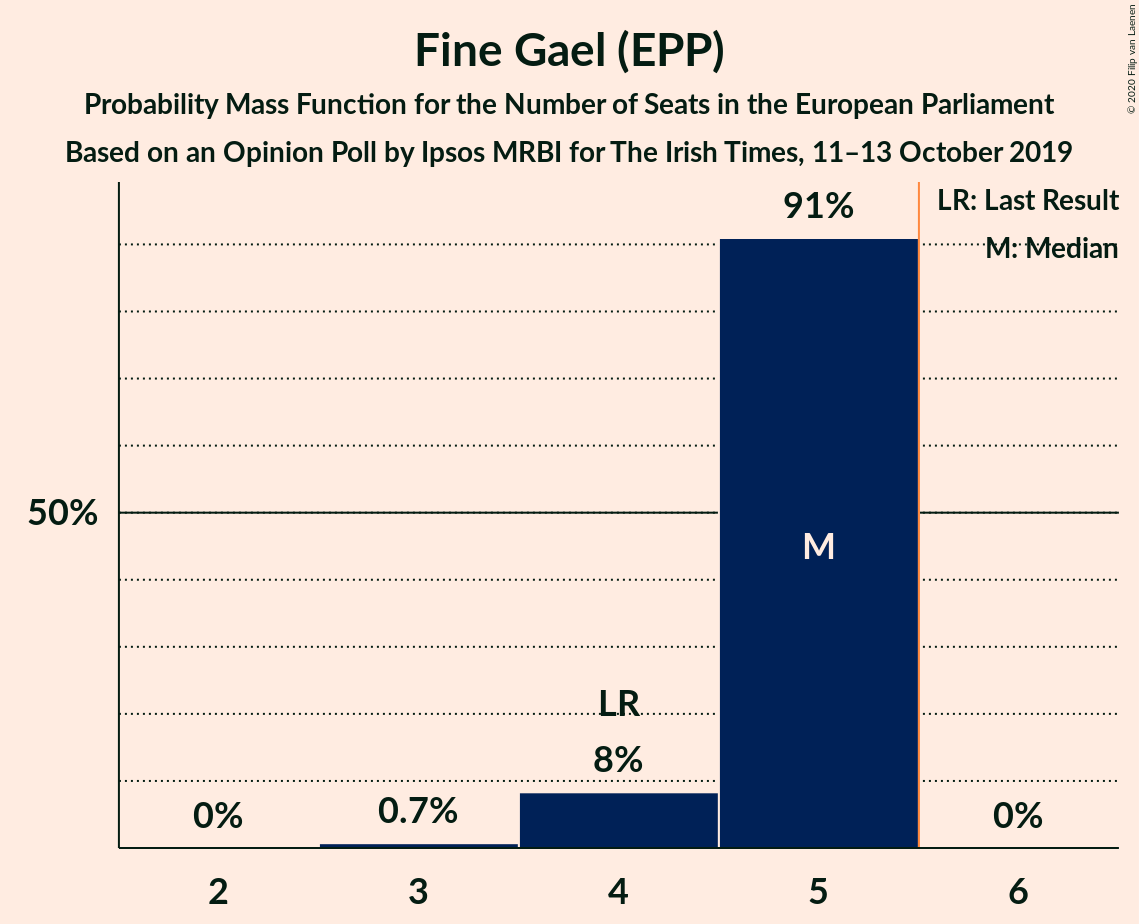 Fine Gael (EPP)
Probability Mass Function for the Number of Seats in the European Parliament
Based on an Opinion Poll by Ipsos MRBI for The Irish Times, 11–13 October 2019
© 2020 Filip van Laenen
LR: Last Result
M: Median
91%
50%
M
LR
8%
0%
0.7%
0%
2
3
4
5
6